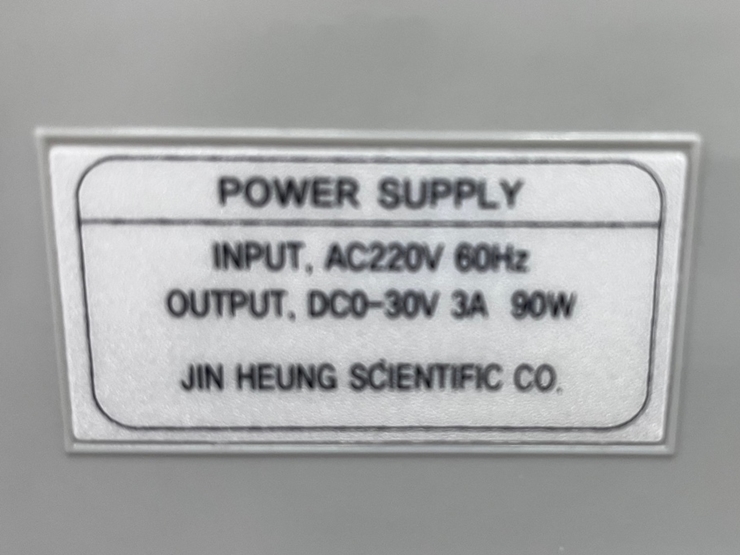 POWER SUPPLY
INPUT, AC220V 60Hz
OUTPUT, DC0-30V 3A 90W
JIN HEUNG SCIENTIFIC CO.